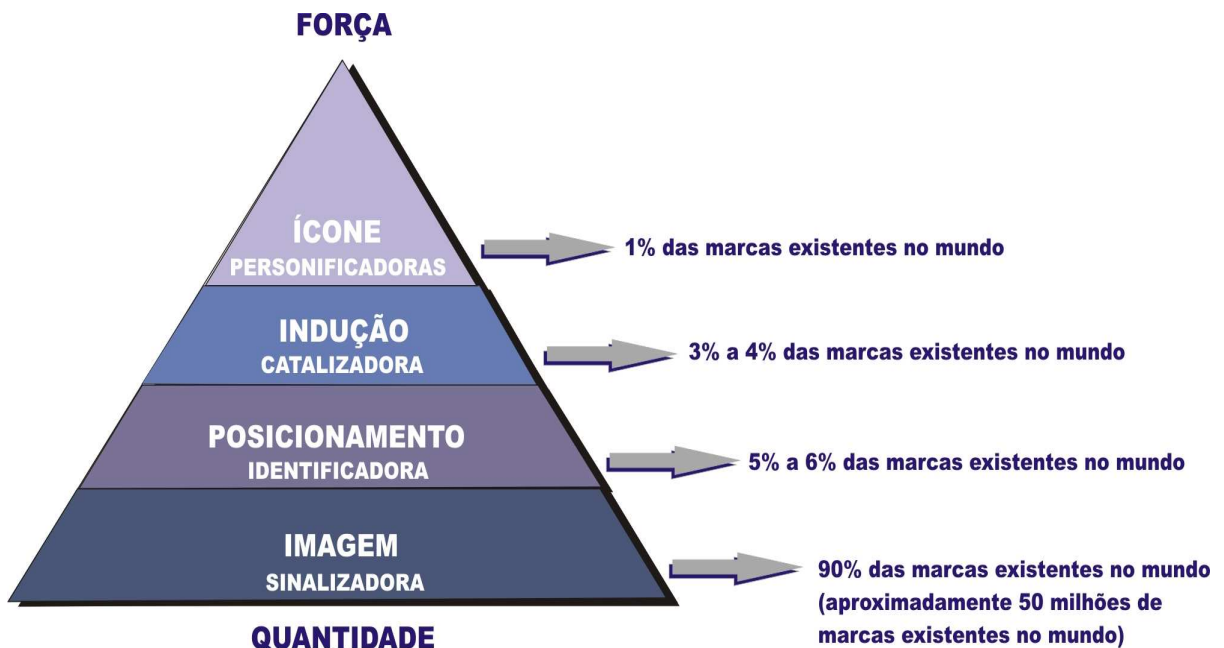 FORÇA
ÍCONE
PERSONIFICADORAS
1% das marcas existentes no mundo
INDUÇÃO
CATALIZADORA
3% a 4% das marcas existentes no mundo
POSICIONAMENTO
IDENTIFICADORA
5% a 6% das marcas existentes no mundo
IMAGEM
SINALIZADORA
90% das marcas existentes no mundo
(aproximadamente 50 milhões de
marcas existentes no mundo)
QUANTIDADE